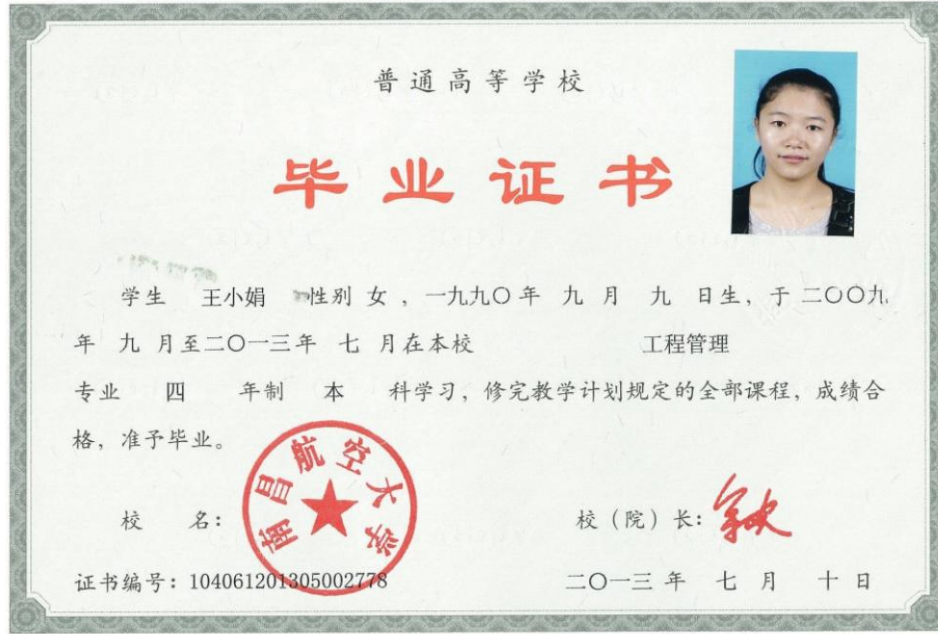 普通高等学校
毕业证书
学生 王小娟 性别 女 ，一九九〇年 九 月 九 日生，于二〇〇九
年 九 月至二〇一三年 七 月在本校 工程管理
专业 四 年制 本 科学习，修完教学计划规定的全部课程，成绩合
格，准予毕业。
南昌航空大学
校 名： 校（院）长：
证书编号：104061201305002778 二〇一三 年 七 月 十 日